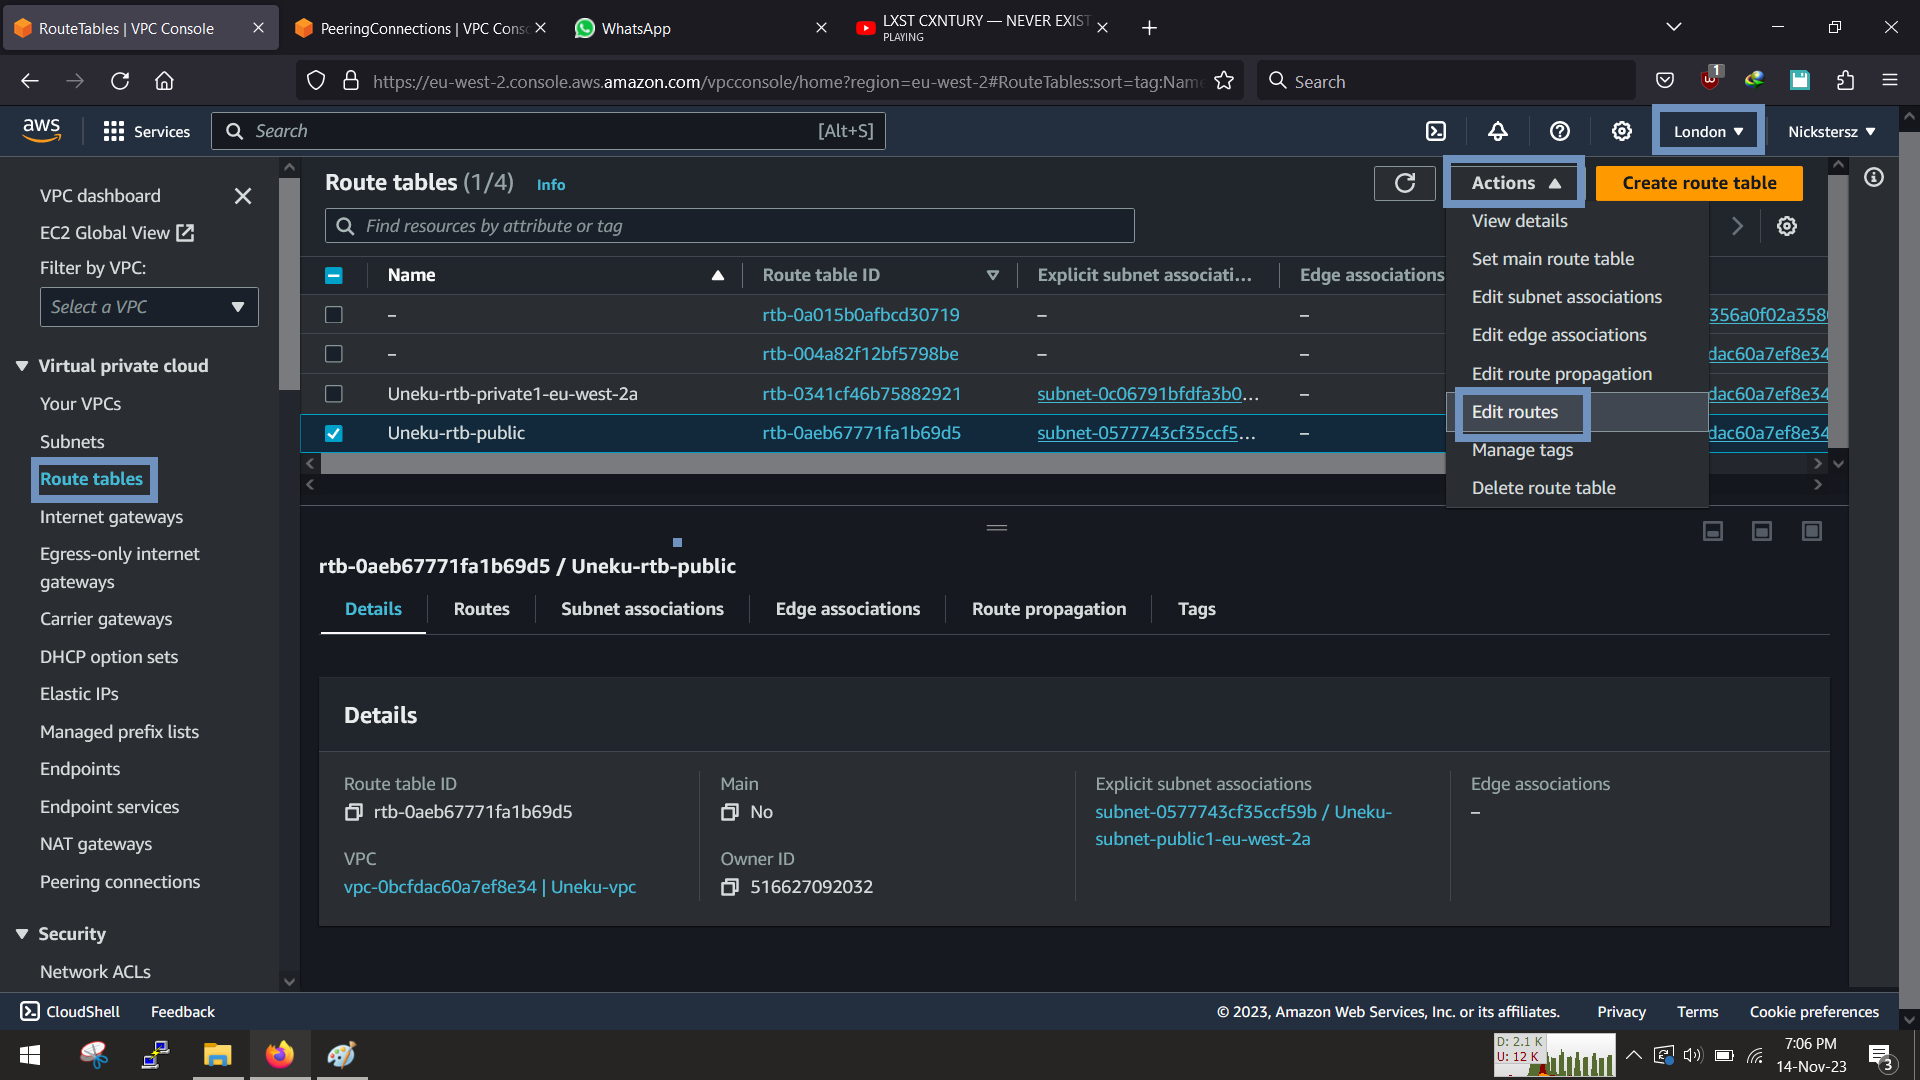 RouteTables | VPC Console
PeeringConnections | VPC Cons
WhatsApp
LXST CXNTURY — NEVER EXIST
PLAYING
https://eu-west-2.console.aws.amazon.com/vpcconsole/home?region=eu-west-2#RouteTables:sort=tag:Name
Search
1
aws
Services
Search
[Alt+S]
London
Nickstersz
VPC dashboard
EC2 Global View
Filter by VPC:
Select a VPC
Virtual private cloud
Your VPCs
Subnets
Route tables
Internet gateways
Egress-only internet
gateways
Carrier gateways
DHCP option sets
Elastic IPs
Managed prefix lists
Endpoints
Endpoint services
NAT gateways
Peering connections
Security
Network ACLs
Route tables (1/4)
Info
Actions
Create route table
Find resources by attribute or tag
View details
Set main route table
Edit subnet associations
Edit edge associations
Edit route propagation
Edit routes
Manage tags
Delete route table
Name
Route table ID
Explicit subnet associati...
Edge associations
– rtb-0a015b0afbcd30719 – – 356a0f02a358
– rtb-004a82f12bf5798be – – dac60a7ef8e34
Uneku-rtb-private1-eu-west-2a rtb-0341cf46b75882921 subnet-0c06791bfdfa3b0... – dac60a7ef8e34
Uneku-rtb-public rtb-0aeb67771fa1b69d5 subnet-0577743cf35ccf5... – dac60a7ef8e34
rtb-0aeb67771fa1b69d5 / Uneku-rtb-public
Details
Routes
Subnet associations
Edge associations
Route propagation
Tags
Details
Route table ID
rtb-0aeb67771fa1b69d5
Main
No
Explicit subnet associations
subnet-0577743cf35ccf59b / Uneku-
subnet-public1-eu-west-2a
Edge associations
–
VPC
vpc-0bcfdac60a7ef8e34 | Uneku-vpc
Owner ID
516627092032
CloudShell
Feedback
© 2023, Amazon Web Services, Inc. or its affiliates.
Privacy
Terms
Cookie preferences
D: 2.1 K
U: 12 K
7:06 PM
14-Nov-23
3